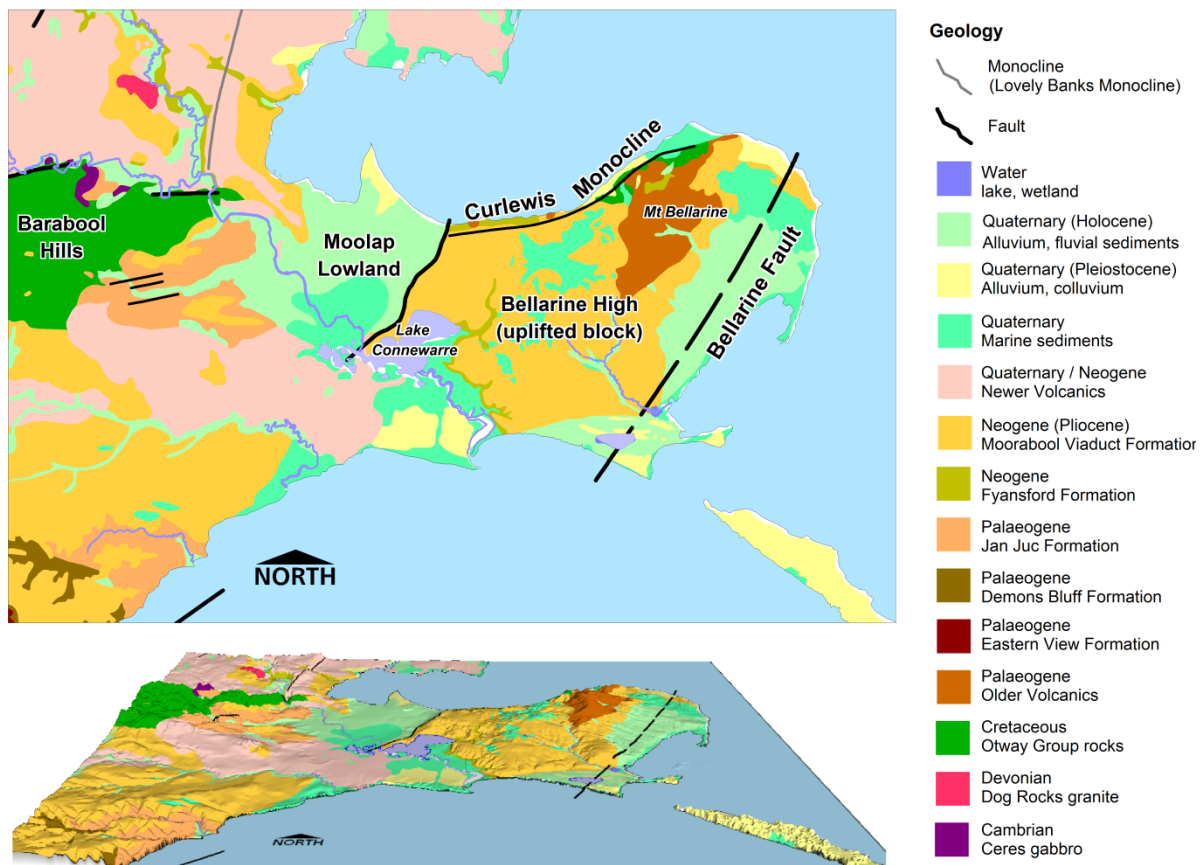 Barabool
Hills
Moolap
Lowland
Curlewis
Monocline
Mt Bellarine
Bellarine High
(uplifted block)
Bellarine Fault
Lake
Connewarre
NORTH
NORTH
Geology
Monocline
(Lovely Banks Monocline)
Fault
Water
lake, wetland
Quaternary (Holocene)
Alluvium, fluvial sediments
Quaternary (Pleiostocene)
Alluvium, colluvium
Quaternary
Marine sediments
Quaternary / Neogene
Newer Volcanics
Neogene (Pliocene)
Moorabool Viaduct Formation
Neogene
Fyansford Formation
Palaeogene
Jan Juc Formation
Palaeogene
Demons Bluff Formation
Palaeogene
Eastern View Formation
Palaeogene
Older Volcanics
Cretaceous
Otway Group rocks
Devonian
Dog Rocks granite
Cambrian
Ceres gabbro